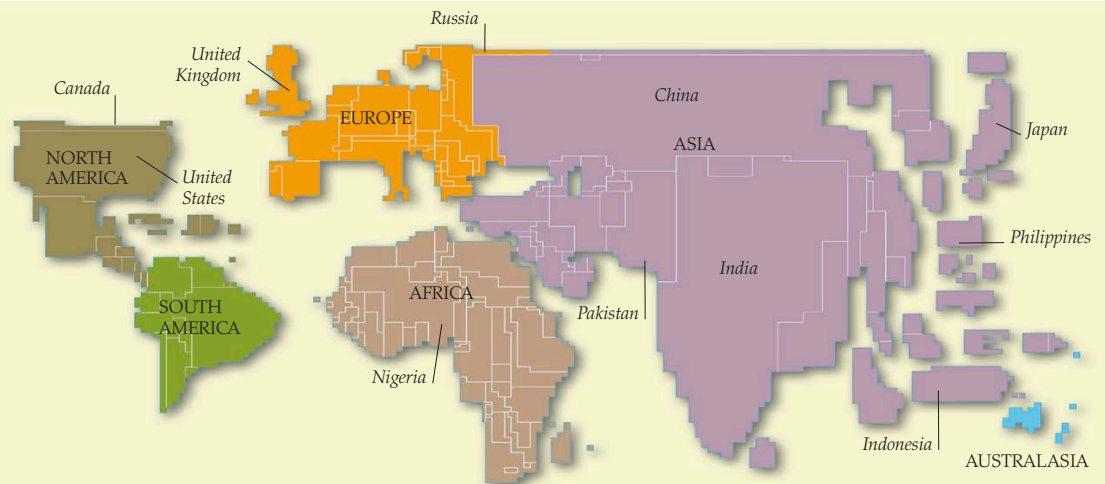 Russia
United
Kingdom
Canada
EUROPE
China
ASIA
Japan
NORTH
AMERICA
United
States
Philippines
India
SOUTH
AMERICA
AFRICA
Pakistan
Nigeria
Indonesia
AUSTRALASIA